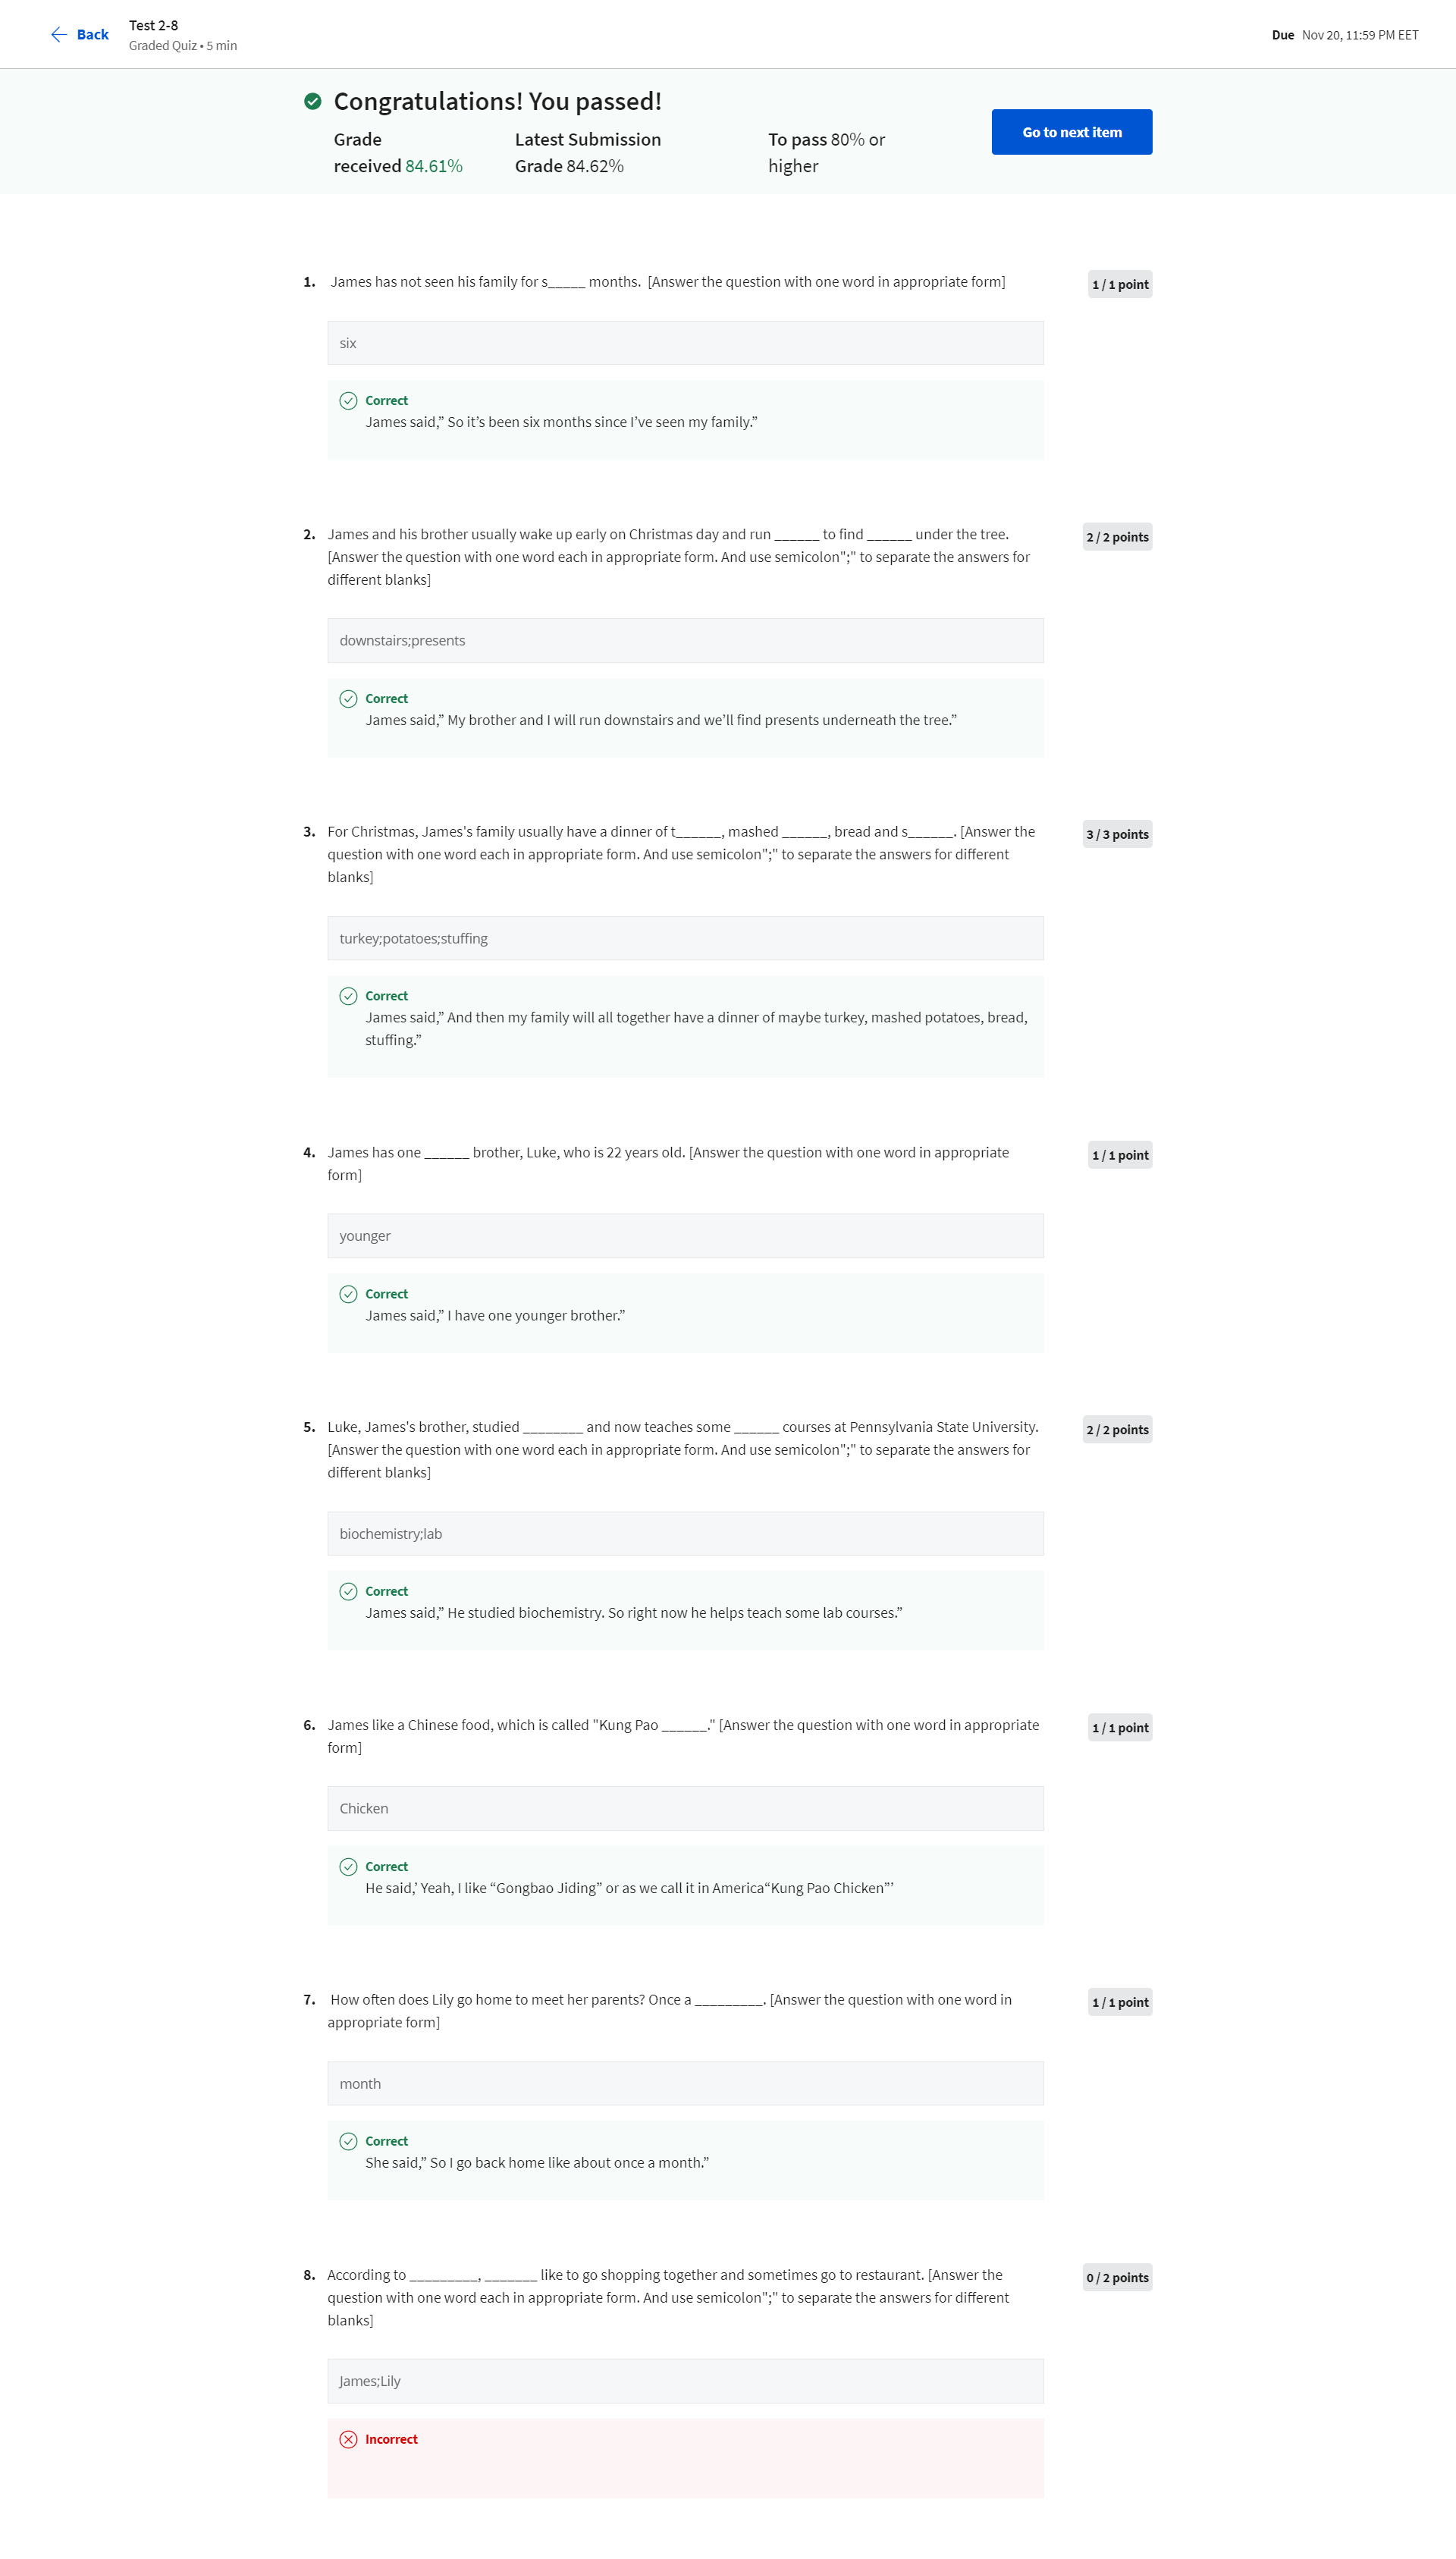 Back
Test 2-8
Graded Quiz • 5 min
Due Nov 20, 11:59 PM EET
Congratulations! You passed!
Grade
received 84.61%
Latest Submission
Grade 84.62%
To pass 80% or
higher
Go to next item
1. James has not seen his family for s_____ months.  [Answer the question with one word in appropriate form]
1 / 1 point
six
Correct
James said,” So it’s been six months since I’ve seen my family.”
2. James and his brother usually wake up early on Christmas day and run ______ to find ______ under the tree.
[Answer the question with one word each in appropriate form. And use semicolon";" to separate the answers for
different blanks]
2 / 2 points
downstairs;presents
Correct
James said,” My brother and I will run downstairs and we’ll find presents underneath the tree.”
3. For Christmas, James's family usually have a dinner of t______, mashed ______, bread and s______. [Answer the
question with one word each in appropriate form. And use semicolon";" to separate the answers for different
blanks]
3 / 3 points
turkey;potatoes;stuffing
Correct
James said,” And then my family will all together have a dinner of maybe turkey, mashed potatoes, bread,
stuffing.”
4. James has one ______ brother, Luke, who is 22 years old. [Answer the question with one word in appropriate
form]
1 / 1 point
younger
Correct
James said,” I have one younger brother.”
5. Luke, James's brother, studied ________ and now teaches some ______ courses at Pennsylvania State University.
[Answer the question with one word each in appropriate form. And use semicolon";" to separate the answers for
different blanks]
2 / 2 points
biochemistry;lab
Correct
James said,” He studied biochemistry. So right now he helps teach some lab courses.”
6. James like a Chinese food, which is called "Kung Pao ______." [Answer the question with one word in appropriate
form]
1 / 1 point
Chicken
Correct
He said,’ Yeah, I like “Gongbao Jiding” or as we call it in America“Kung Pao Chicken”’
7. How often does Lily go home to meet her parents? Once a _________. [Answer the question with one word in
appropriate form]
1 / 1 point
month
Correct
She said,” So I go back home like about once a month.”
8. According to _________, _______ like to go shopping together and sometimes go to restaurant. [Answer the
question with one word each in appropriate form. And use semicolon";" to separate the answers for different
blanks]
0 / 2 points
James;Lily
Incorrect